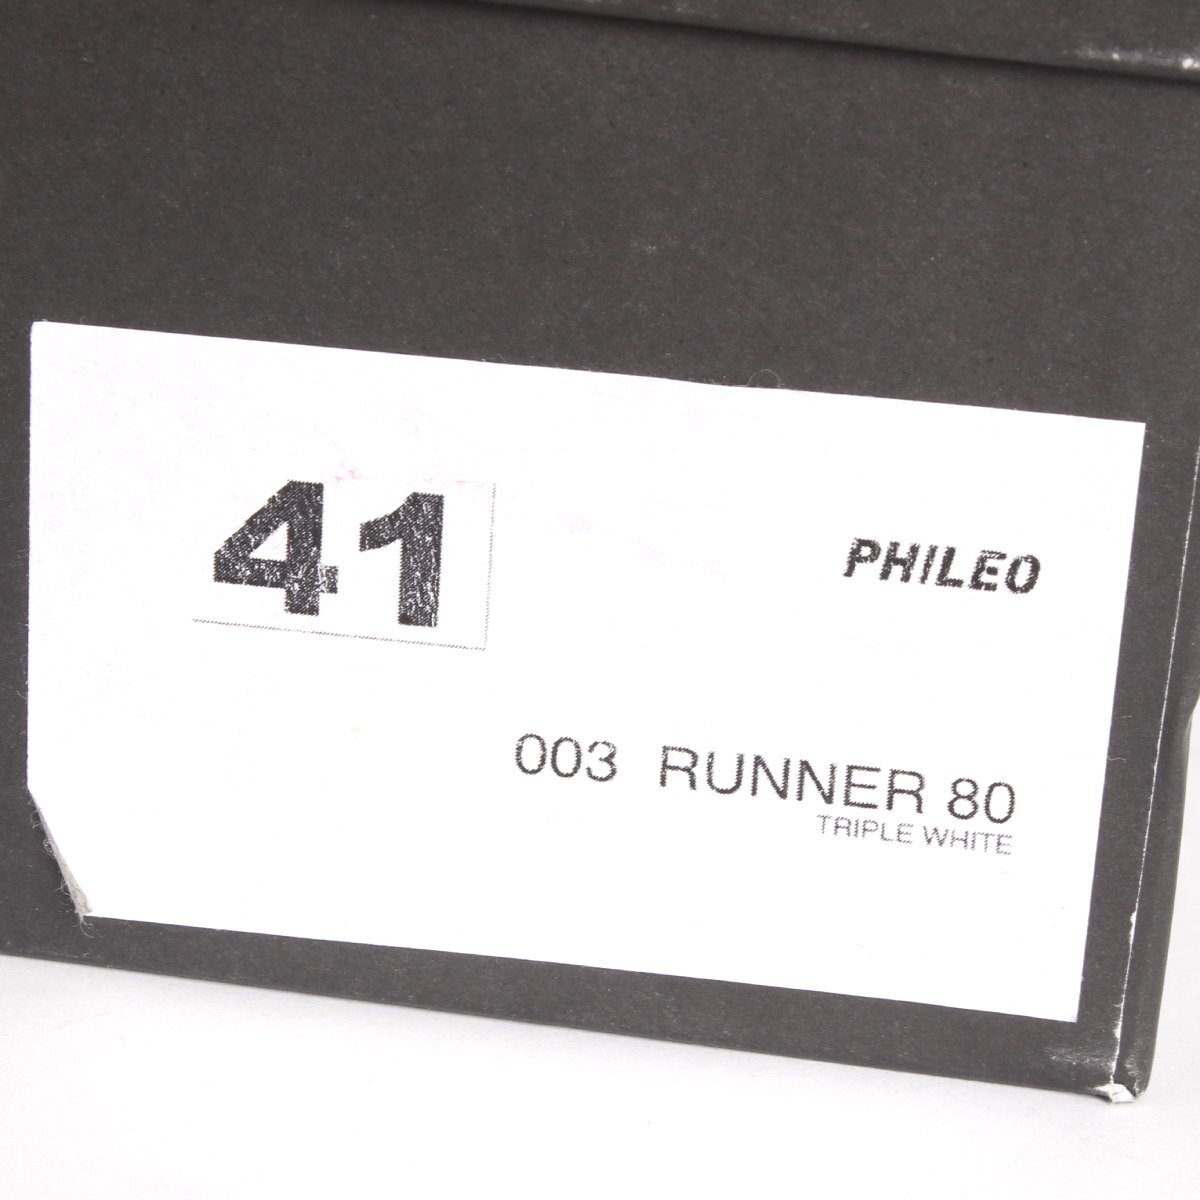 41
PHILEO
003 RUNNER 80
TRIPLE WHITE